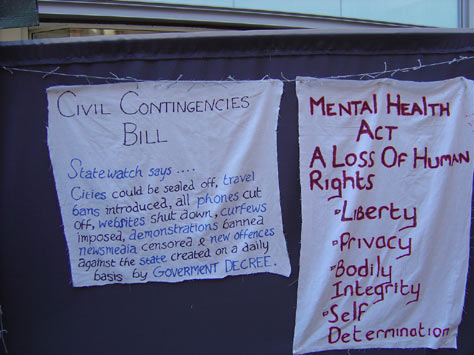 CIVIL CONTINGENCIES
BILL
Statewatch says ....
Cities could be sealed off, travel
bans introduced, all phones cut
off, websites shut down, curfews
imposed, demonstrations banned
newsmedia censored & new offences
against the state created on a daily
basis by GOVERMENT DECREE.
MENTAL HEALTH
ACT
A LOSS OF HUMAN
RIGHTS
Liberty
Privacy
Bodily
Integrity
Self
Determination